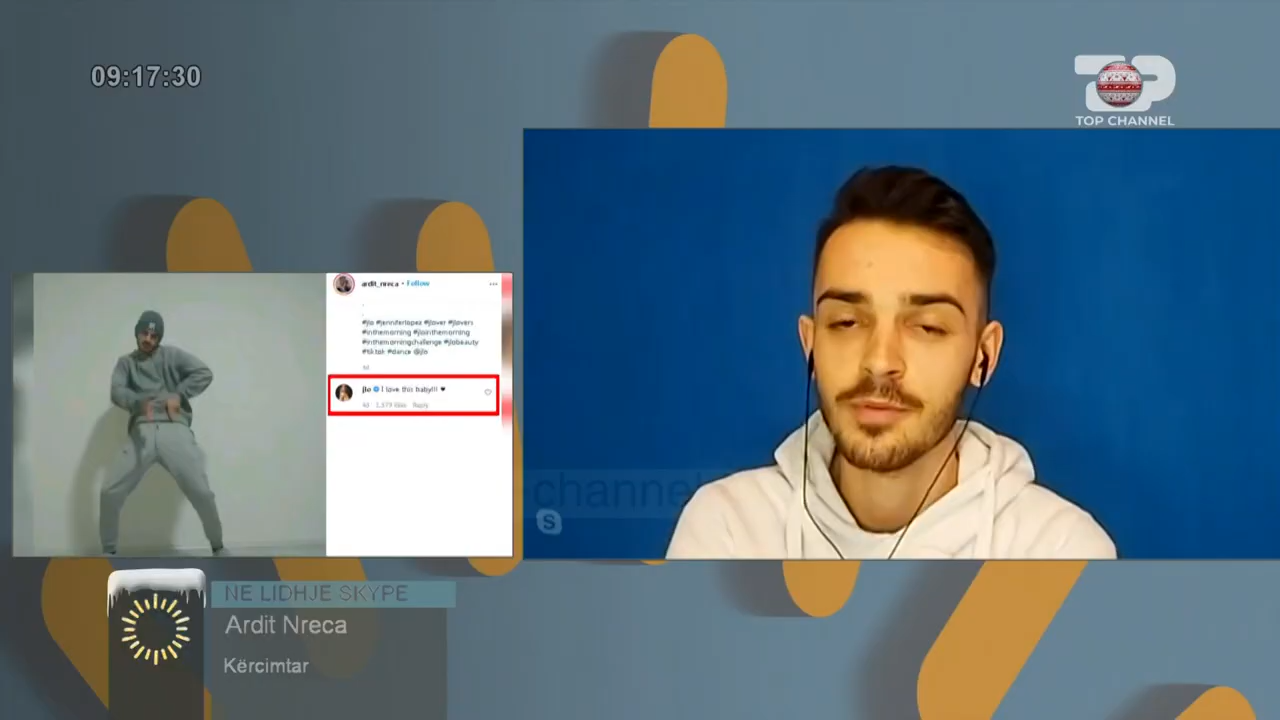 09:17:30
TOP CHANNEL
ardit_nreca • Follow
#jlo #jenniferlopez #jlover #jlovers
#inthemorning #jlointhemorning
#inthemorningchallenge #jlobeauty
#tiktok #dance @jlo
jlo I love this baby!!! ♥
Reply
channel
NE LIDHJE SKYPE
Ardit Nreca
Kërcimtar